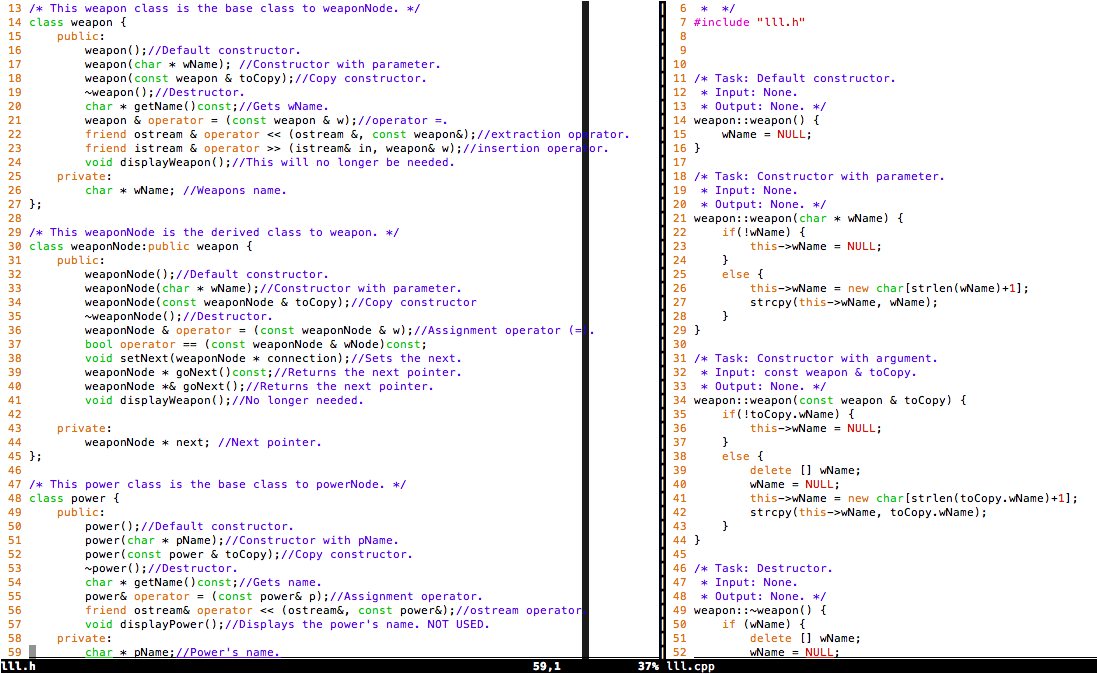 13 /* This weapon class is the base class to weaponNode. */
14 class weapon {
15     public:
16         weapon();//Default constructor.
17         weapon(char * wName); //Constructor with parameter.
18         weapon(const weapon & toCopy);//Copy constructor.
19         ~weapon();//Destructor.
20         char * getName()const;//Gets wName.
21         weapon & operator = (const weapon & w);//operator =.
22         friend ostream & operator << (ostream &, const weapon&);//extraction operator.
23         friend istream & operator >> (istream& in, weapon& w);//insertion operator.
24         void displayWeapon();//This will no longer be needed.
25     private:
26         char * wName; //Weapons name.
27 };
28
29 /* This weaponNode is the derived class to weapon. */
30 class weaponNode:public weapon {
31     public:
32         weaponNode();//Default constructor.
33         weaponNode(char * wName);//Constructor with parameter.
34         weaponNode(const weaponNode & toCopy);//Copy constructor
35         ~weaponNode();//Destructor.
36         weaponNode & operator = (const weaponNode & w);//Assignment operator (=).
37         bool operator == (const weaponNode & wNode)const;
38         void setNext(weaponNode * connection);//Sets the next.
39         weaponNode * goNext()const;//Returns the next pointer.
40         weaponNode *& goNext();//Returns the next pointer.
41         void displayWeapon();//No longer needed.
42
43     private:
44         weaponNode * next; //Next pointer.
45 };
46
47 /* This power class is the base class to powerNode. */
48 class power {
49     public:
50         power();//Default constructor.
51         power(char * pName);//Constructor with pName.
52         power(const power & toCopy);//Copy constructor.
53         ~power();//Destructor.
54         char * getName()const;//Gets name.
55         power& operator = (const power& p);//Assignment operator.
56         friend ostream& operator << (ostream&, const power&);//ostream operator
57         void displayPower();//Displays the power's name. NOT USED.
58     private:
59         char * pName;//Power's name.
lll.h 59,1 37%
6  *  */
7 #include "lll.h"
8
9
10
11 /* Task: Default constructor.
12  * Input: None.
13  * Output: None. */
14 weapon::weapon() {
15     wName = NULL;
16 }
17
18 /* Task: Constructor with parameter.
19  * Input: None.
20  * Output: None. */
21 weapon::weapon(char * wName) {
22     if(!wName) {
23         this->wName = NULL;
24     }
25     else {
26         this->wName = new char[strlen(wName)+1];
27         strcpy(this->wName, wName);
28     }
29 }
30
31 /* Task: Constructor with argument.
32  * Input: const weapon & toCopy.
33  * Output: None. */
34 weapon::weapon(const weapon & toCopy) {
35     if(!toCopy.wName) {
36         this->wName = NULL;
37     }
38     else {
39         delete [] wName;
40         wName = NULL;
41         this->wName = new char[strlen(toCopy.wName)+1];
42         strcpy(this->wName, toCopy.wName);
43     }
44 }
45
46 /* Task: Destructor.
47  * Input: None.
48  * Output: None. */
49 weapon::~weapon() {
50     if (wName) {
51         delete [] wName;
52         wName = NULL;
lll.cpp